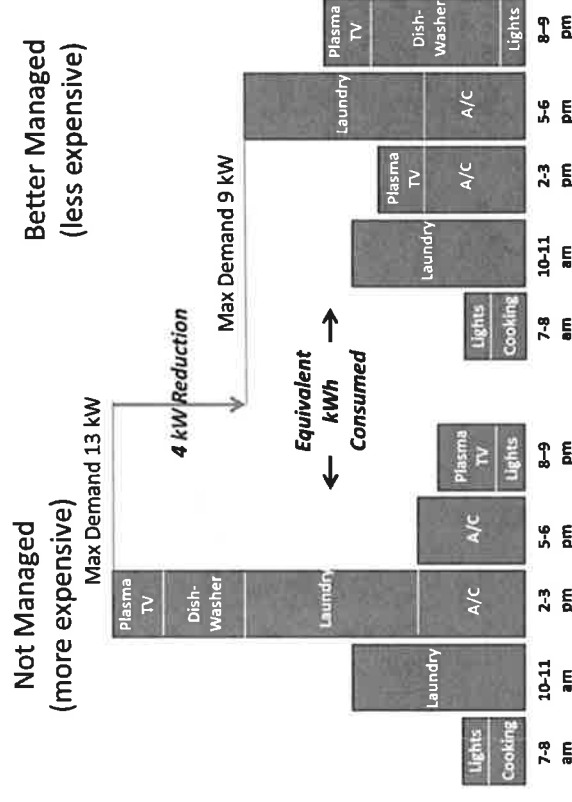 Not Managed
(more expensive)
Max Demand 13 kW
Plasma
TV
Dish-
Washer
Laundry
A/C
Lights
Cooking
Laundry
A/C
Plasma
TV
Lights
7-8
am
10-11
am
2-3
pm
5-6
pm
8–9
pm
4 kW Reduction
Equivalent
kWh
Consumed
Better Managed
(less expensive)
Max Demand 9 kW
Lights
Cooking
Laundry
Plasma
TV
A/C
Laundry
A/C
Plasma
TV
Dish-
Washer
Lights
7-8
am
10-11
am
2-3
pm
5-6
pm
8–9
pm